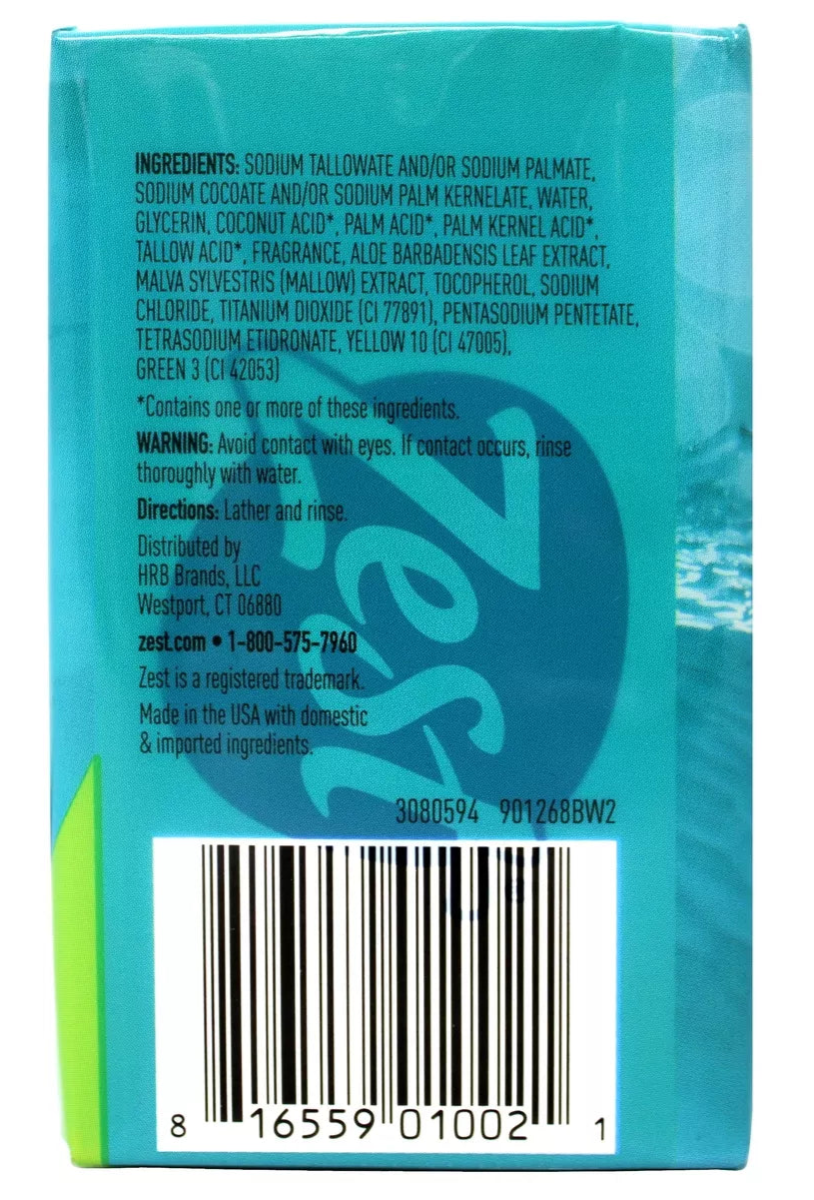 INGREDIENTS: SODIUM TALLOWATE AND/OR SODIUM PALMATE,
SODIUM COCOATE AND/OR SODIUM PALM KERNELATE, WATER,
GLYCERIN, COCONUT ACID*, PALM ACID*, PALM KERNEL ACID*,
TALLOW ACID*, FRAGRANCE, ALOE BARBADENSIS LEAF EXTRACT,
MALVA SYLVESTRIS (MALLOW) EXTRACT, TOCOPHEROL, SODIUM
CHLORIDE, TITANIUM DIOXIDE (CI 77891), PENTASODIUM PENTETATE,
TETRASODIUM ETIDRONATE, YELLOW 10 (CI 47005),
GREEN 3 (CI 42053)
*Contains one or more of these ingredients.
WARNING: Avoid contact with eyes. If contact occurs, rinse
thoroughly with water.
Directions: Lather and rinse.
Distributed by
HRB Brands, LLC
Westport, CT 06880
zest.com • 1-800-575-7960
Zest is a registered trademark.
Made in the USA with domestic
& imported ingredients.
Zest
3080594 901268BW2
8 16559 01002 1